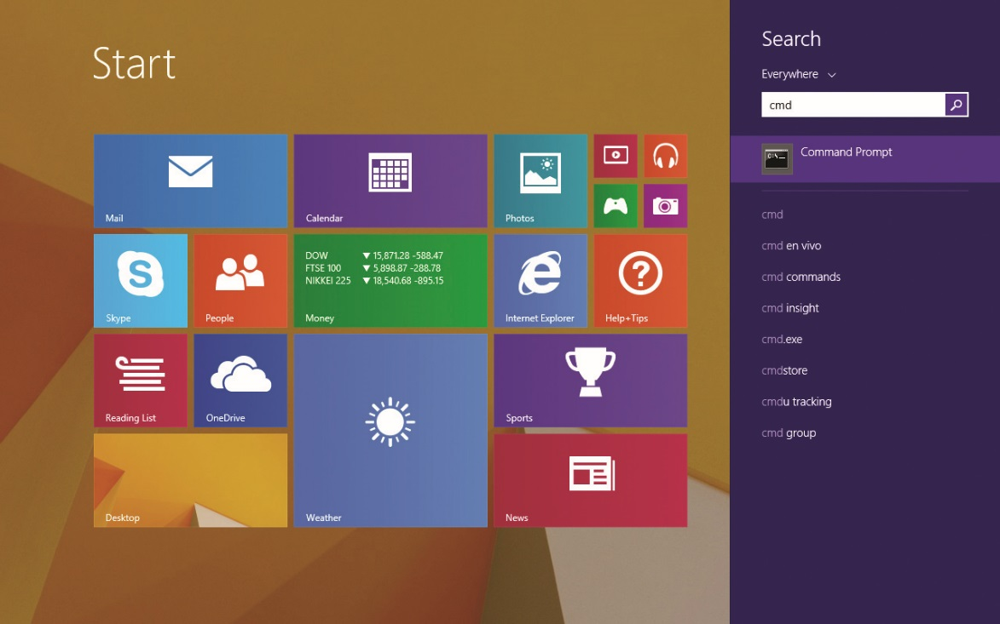 Start
Mail
Calendar
Photos
Skype
People
DOW ▼ 15,871.28 -588.47
FTSE 100 ▼ 5,898.87 -288.78
NIKKEI 225 ▼ 18,540.68 -895.15
Money
Internet Explorer
Help+Tips
Reading List
OneDrive
Weather
Sports
Desktop
News
Search
Everywhere
cmd
C:\
Command Prompt
cmd
cmd en vivo
cmd commands
cmd insight
cmd.exe
cmdstore
cmdu tracking
cmd group